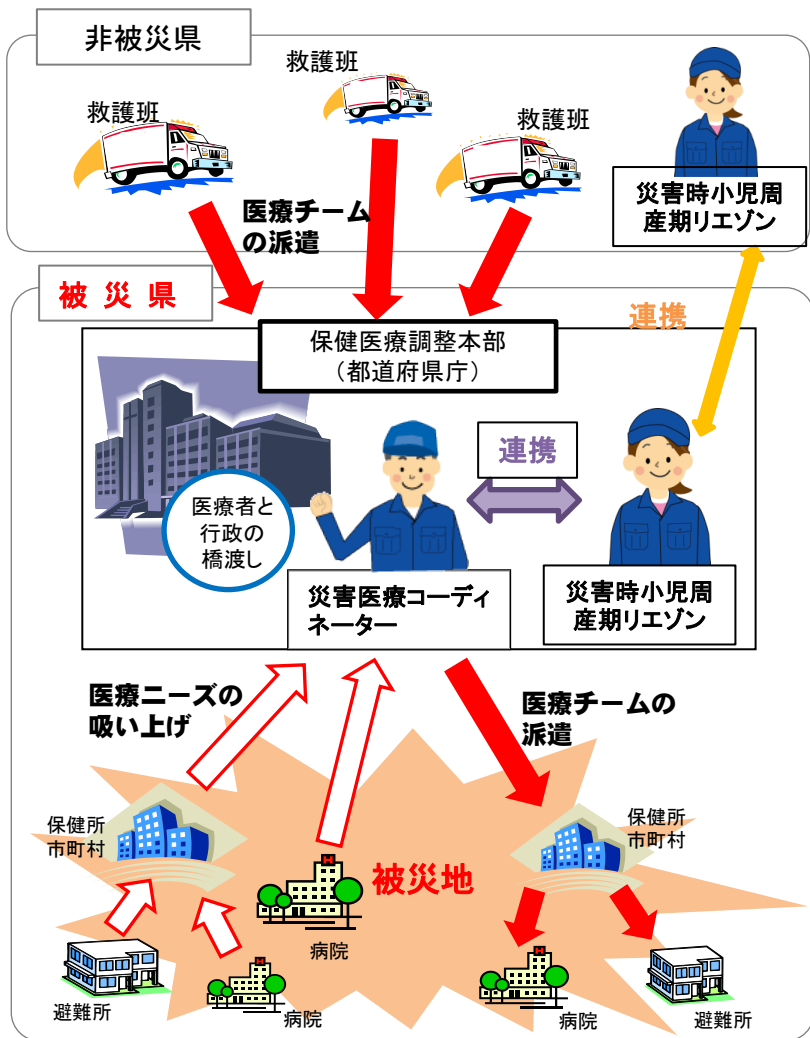 非被災県
救護班
救護班
救護班
災害時小児周
産期リエゾン
医療チーム
の派遣
被 災 県
連携
保健医療調整本部
（都道府県庁）
連携
医療者と
行政の
橋渡し
災害医療コーディ
ネーター
災害時小児周
産期リエゾン
医療ニーズの
吸い上げ
医療チームの
派遣
保健所
市町村
保健所
市町村
被災地
H
病院
H
H
避難所
病院
病院
避難所